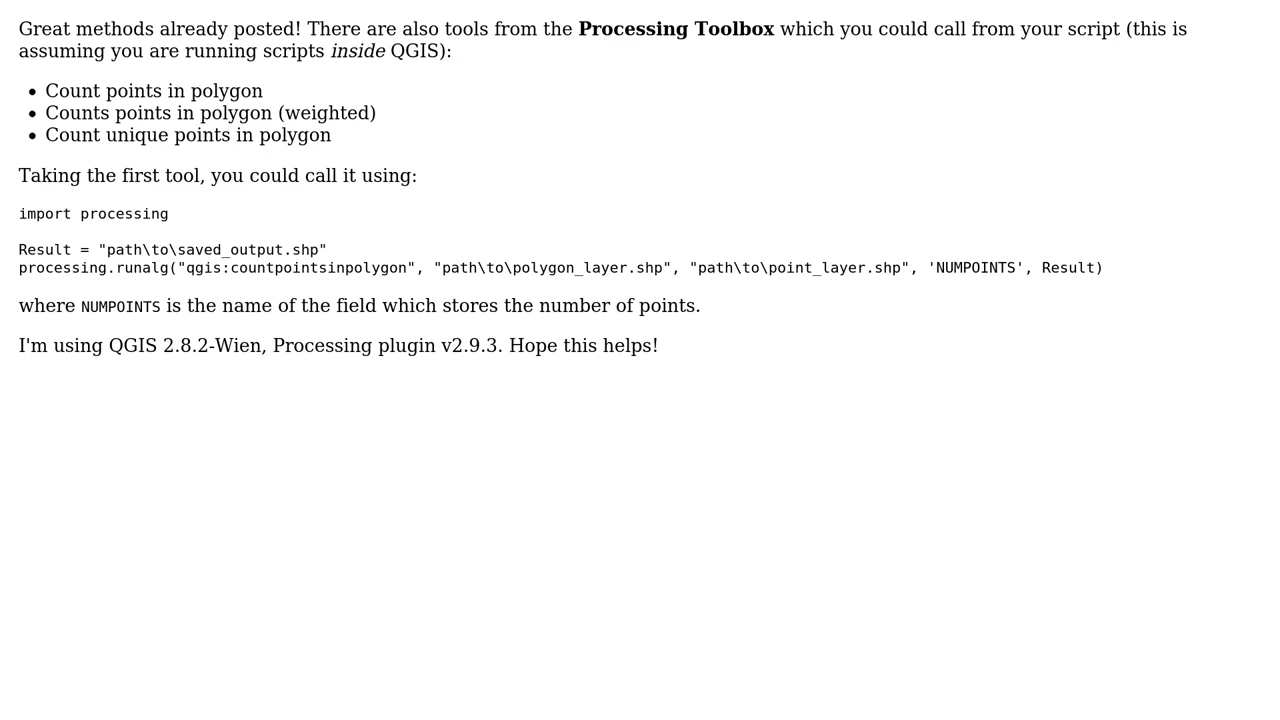 Great methods already posted! There are also tools from the Processing Toolbox which you could call from your script (this is
assuming you are running scripts inside QGIS):
• Count points in polygon
• Counts points in polygon (weighted)
• Count unique points in polygon
Taking the first tool, you could call it using:
import processing
Result = "path\to\saved_output.shp"
processing.runalg("qgis:countpointsinpolygon", "path\to\polygon_layer.shp", "path\to\point_layer.shp", 'NUMPOINTS', Result)
where NUMPOINTS is the name of the field which stores the number of points.
I'm using QGIS 2.8.2-Wien, Processing plugin v2.9.3. Hope this helps!